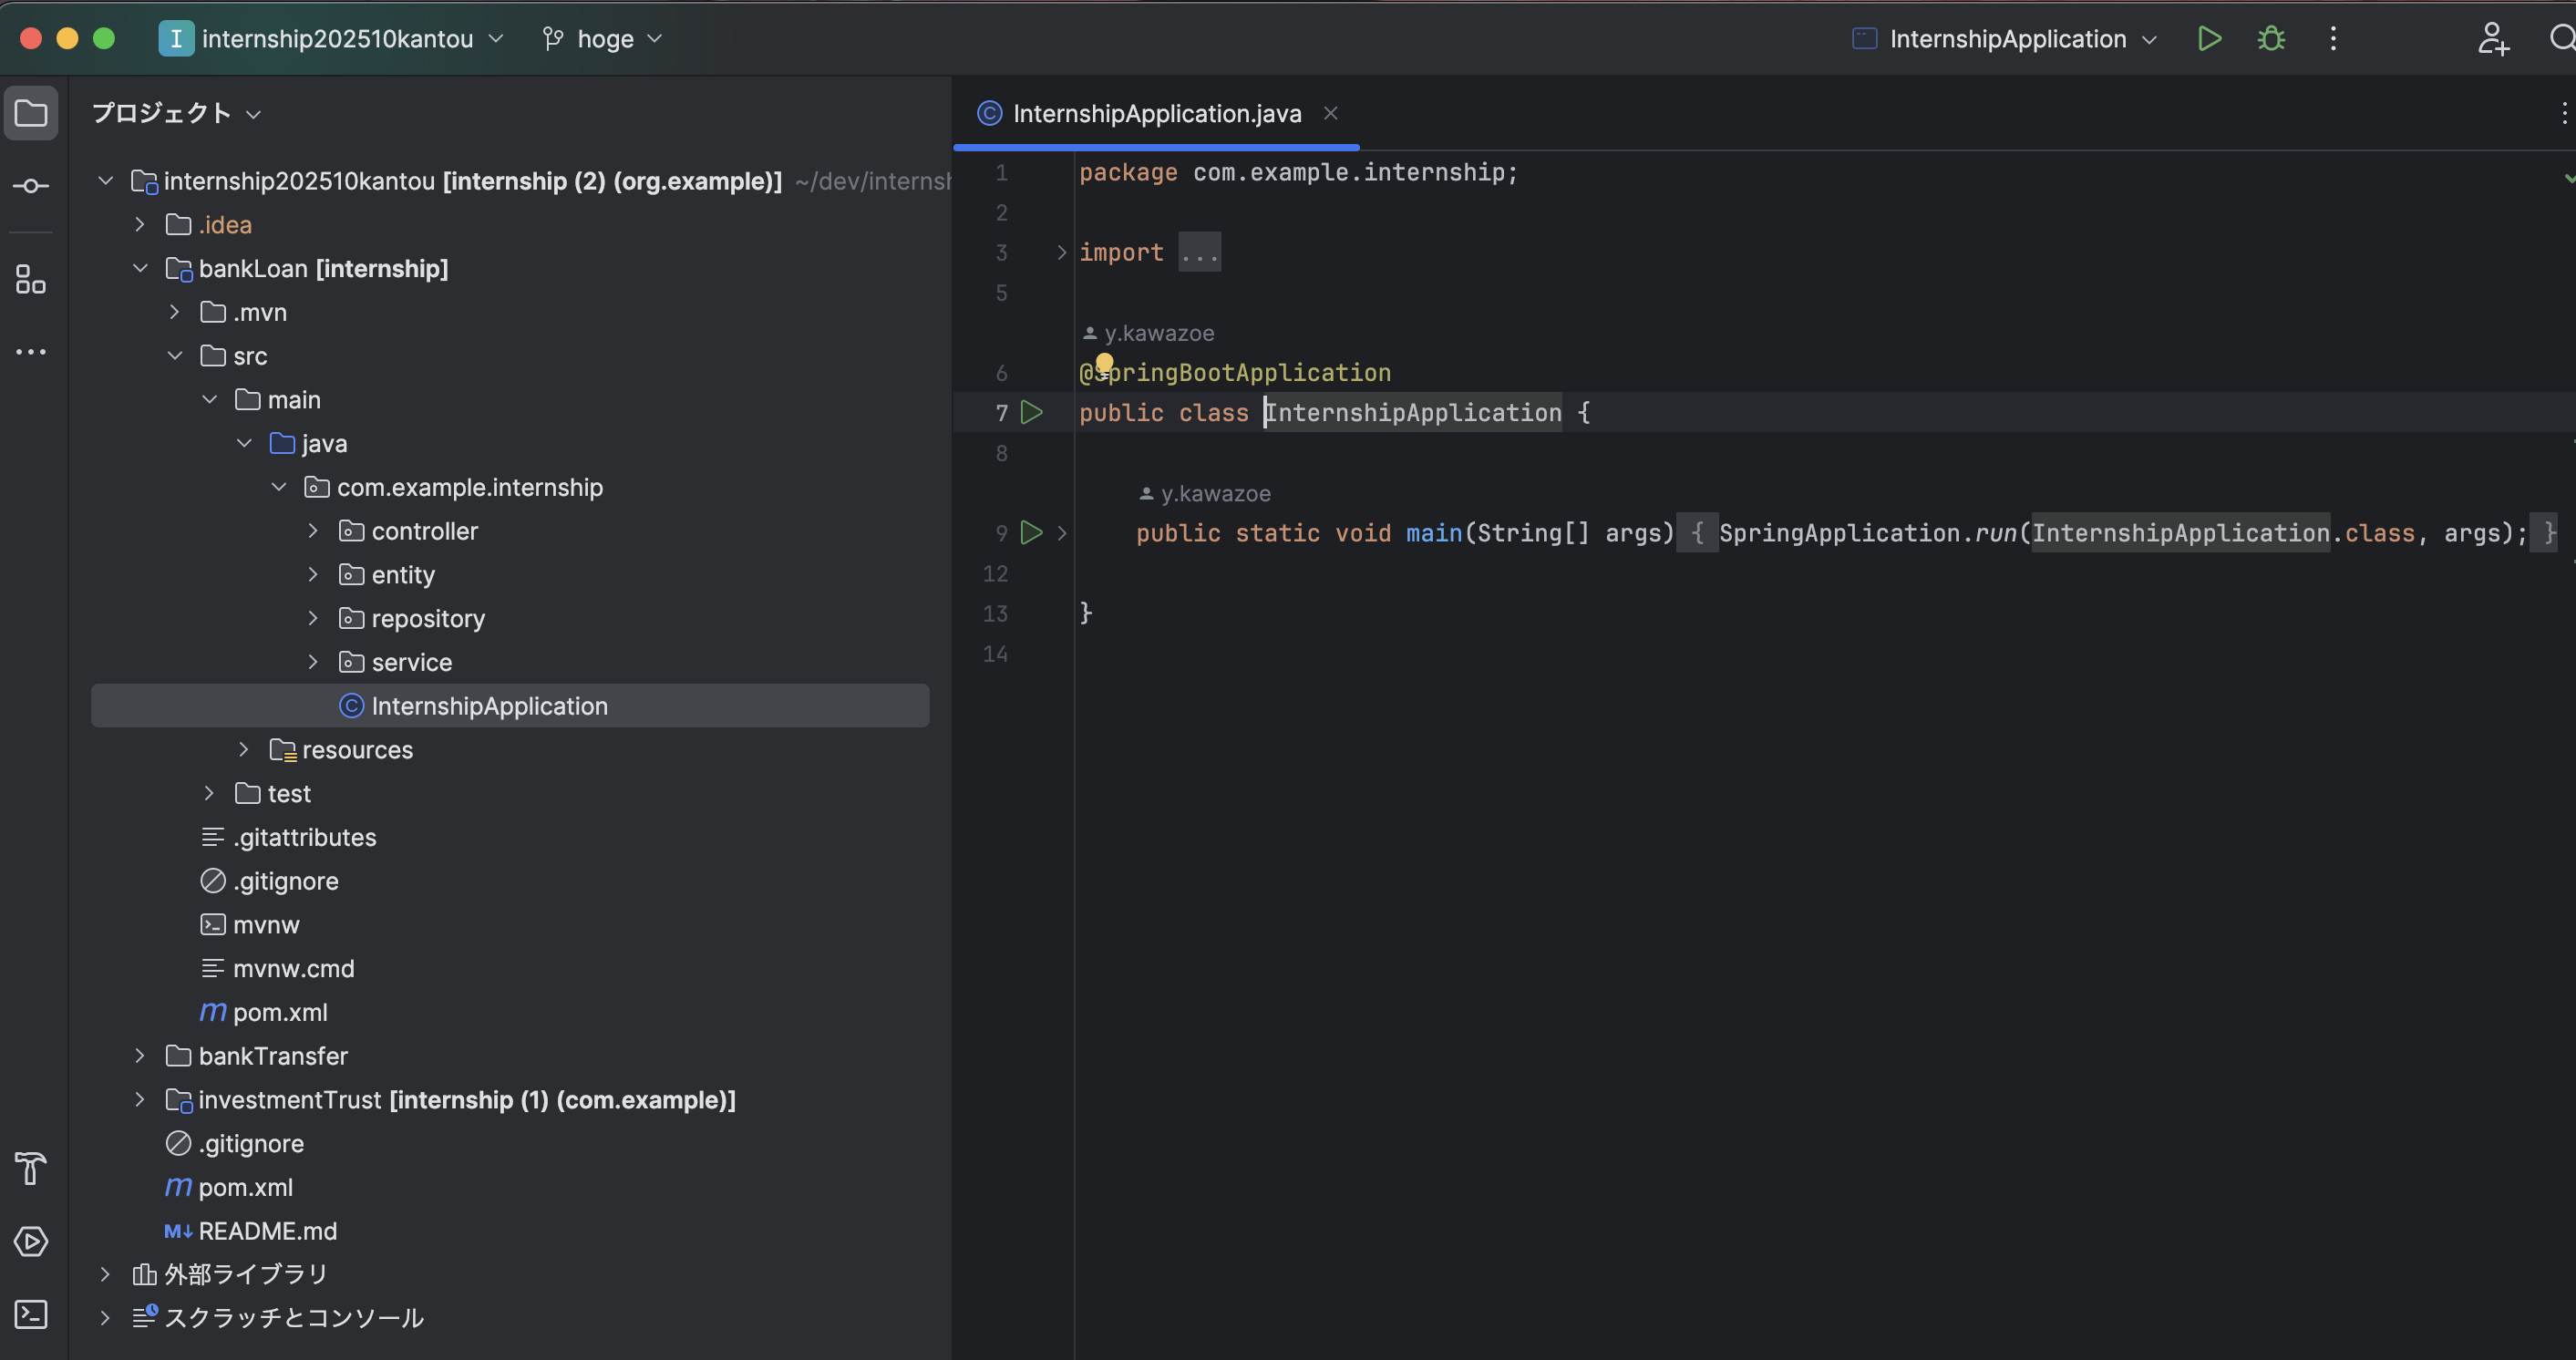 I internship202510kantou hoge InternshipApplication
プロジェクト
internship202510kantou [internship (2) (org.example)] ~/dev/internsh
.idea
bankLoan [internship]
.mvn
src
main
java
com.example.internship
controller
entity
repository
service
InternshipApplication
resources
test
.gitattributes
.gitignore
mvnw
mvnw.cmd
pom.xml
bankTransfer
investmentTrust [internship (1) (com.example)]
.gitignore
pom.xml
README.md
外部ライブラリ
スクラッチとコンソール
InternshipApplication.java
1 package com.example.internship;
2
3 import ...
5
y.kawazoe
6 @SpringBootApplication
7 public class InternshipApplication {
8
y.kawazoe
9 public static void main(String[] args) { SpringApplication.run(InternshipApplication.class, args); }
12
13 }
14